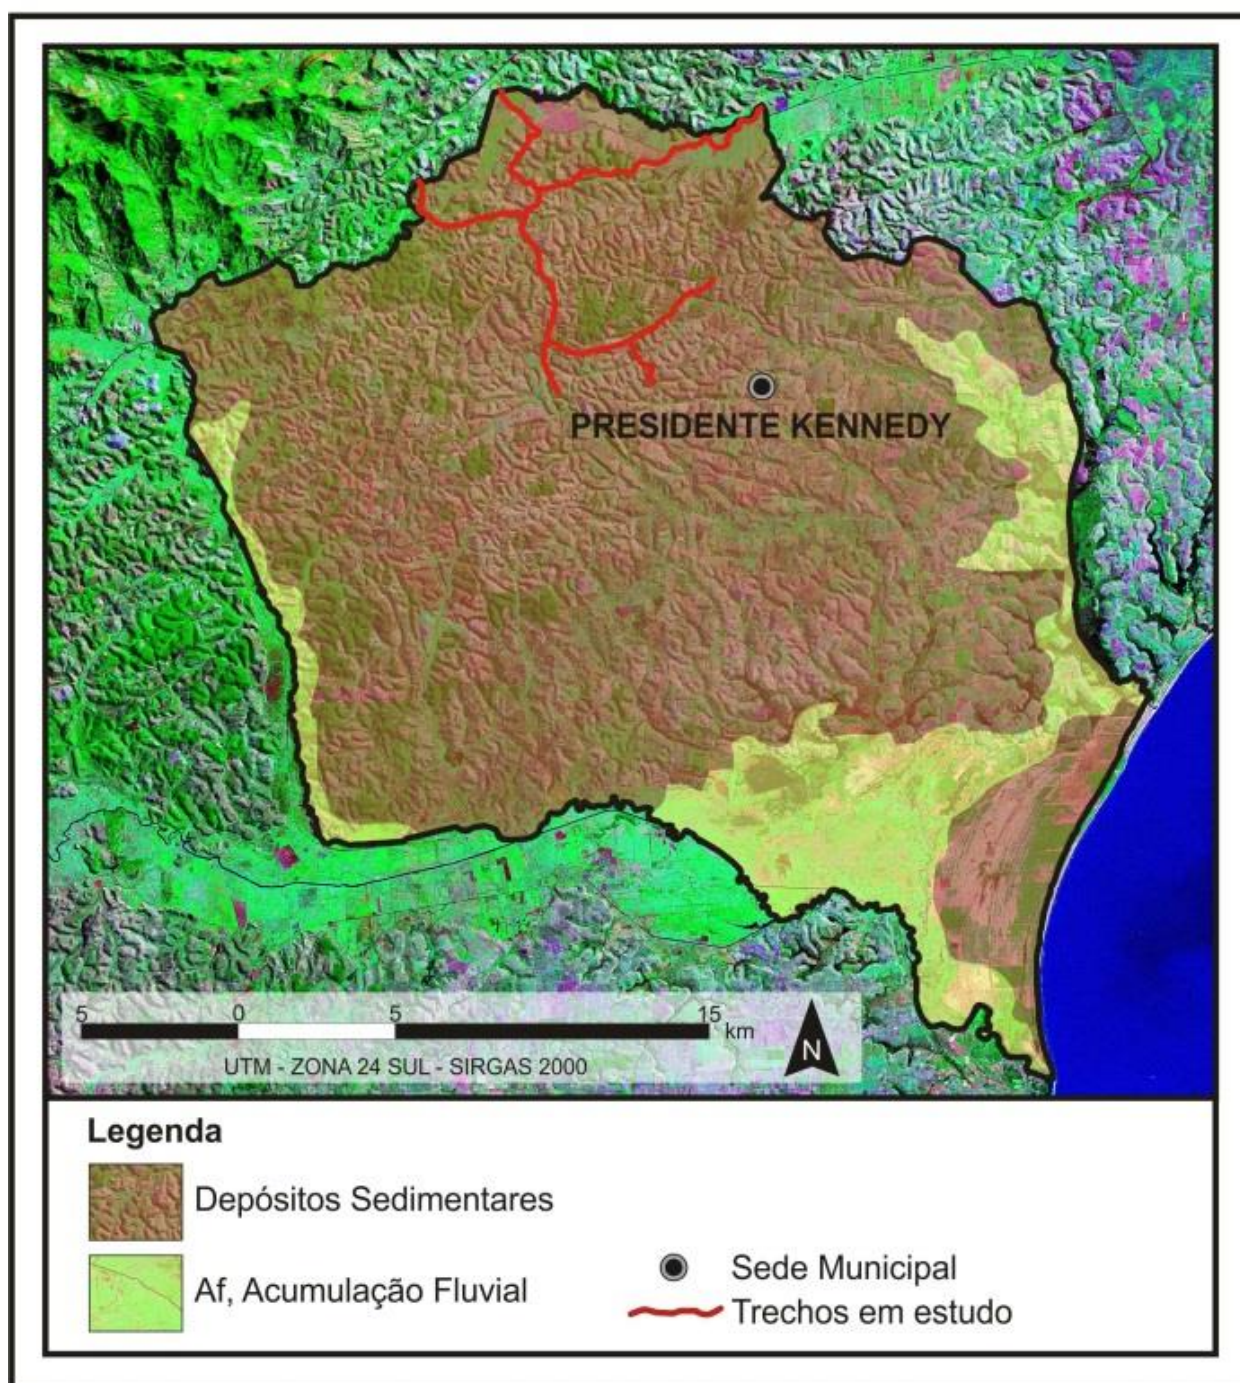 PRESIDENTE KENNEDY
5 0 5 15 km
UTM - ZONA 24 SUL - SIRGAS 2000
N
Legenda
Depósitos Sedimentares
Af, Acumulação Fluvial
Sede Municipal
Trechos em estudo